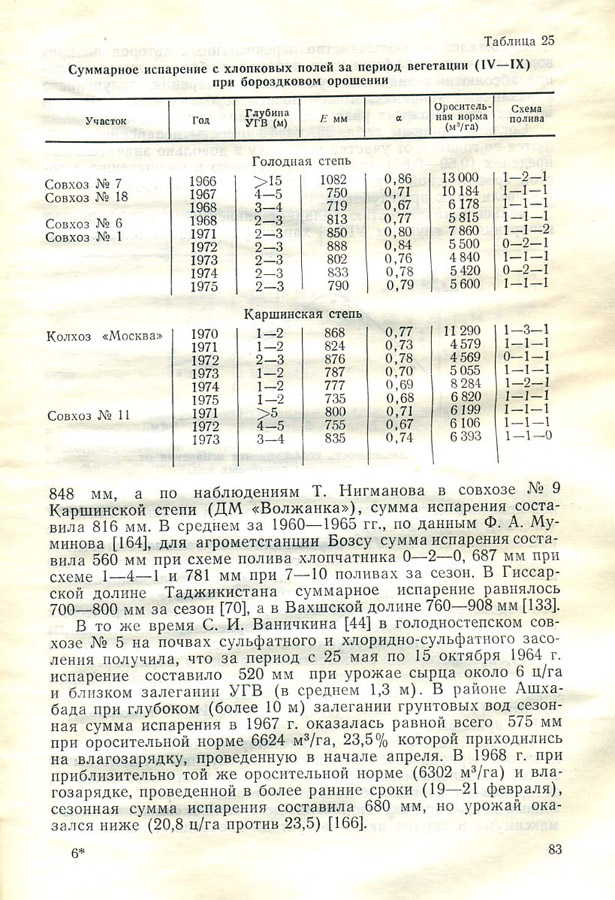 Таблица 25
Суммарное испарение с хлопковых полей за период вегетации (IV—IX)
при бороздковом орошении
Участок Год Глубина УГВ (м) E мм α Ороситель-ная норма (м³/га) Схема полива
Голодная степь
Совхоз № 7 1966 >15 1082 0,86 13 000 1—2—1
Совхоз № 18 1967 4—5 750 0,71 10 184 1—1—1
1968 3—4 719 0,67 6 178 1—1—1
Совхоз № 6 1968 2—3 813 0,77 5 815 1—1—1
Совхоз № 1 1971 2—3 850 0,80 7 860 1—1—2
1972 2—3 888 0,84 5 500 0—2—1
1973 2—3 802 0,76 4 840 1—1—1
1974 2—3 833 0,78 5 420 0—2—1
1975 2—3 790 0,79 5 600 1—1—1
Каршинская степь
Колхоз «Москва» 1970 1—2 868 0,77 11 290 1—3—1
1971 1—2 824 0,73 4 579 1—1—1
1972 2—3 876 0,78 4 569 0—1—1
1973 1—2 787 0,70 5 055 1—1—1
1974 1—2 777 0,69 8 284 1—2—1
1975 1—2 735 0,68 6 820 1—1—1
Совхоз № 11 1971 >5 800 0,71 6 199 1—1—1
1972 4—5 755 0,67 6 106 1—1—1
1973 3—4 835 0,74 6 393 1—1—0
848 мм, а по наблюдениям Т. Нигманова в совхозе № 9
Каршинской степи (ДМ «Волжанка»), сумма испарения соста-
вила 816 мм. В среднем за 1960—1965 гг., по данным Ф. А. Му-
минова [164], для агрометстанции Бозсу сумма испарения соста-
вила 560 мм при схеме полива хлопчатника 0—2—0, 687 мм при
схеме 1—4—1 и 781 мм при 7—10 поливах за сезон. В Гиссар-
ской долине Таджикистана суммарное испарение равнялось
700—800 мм за сезон [70], а в Вахшской долине 760—908 мм [133].
В то же время С. И. Ваничкина [44] в голодностепском сов-
хозе № 5 на почвах сульфатного и хлоридно-сульфатного засо-
ления получила, что за период с 25 мая по 15 октября 1964 г.
испарение составило 520 мм при урожае сырца около 6 ц/га
и близком залегании УГВ (в среднем 1,3 м). В районе Ашха-
бада при глубоком (более 10 м) залегании грунтовых вод сезон-
ная сумма испарения в 1967 г. оказалась равной всего 575 мм
при оросительной норме 6624 м³/га, 23,5% которой приходились
на влагозарядку, проведенную в начале апреля. В 1968 г. при
приблизительно той же оросительной норме (6302 м³/га) и вла-
гозарядке, проведенной в более ранние сроки (19—21 февраля),
сезонная сумма испарения составила 680 мм, но урожай ока-
зался ниже (20,8 ц/га против 23,5) [166].
6*
83